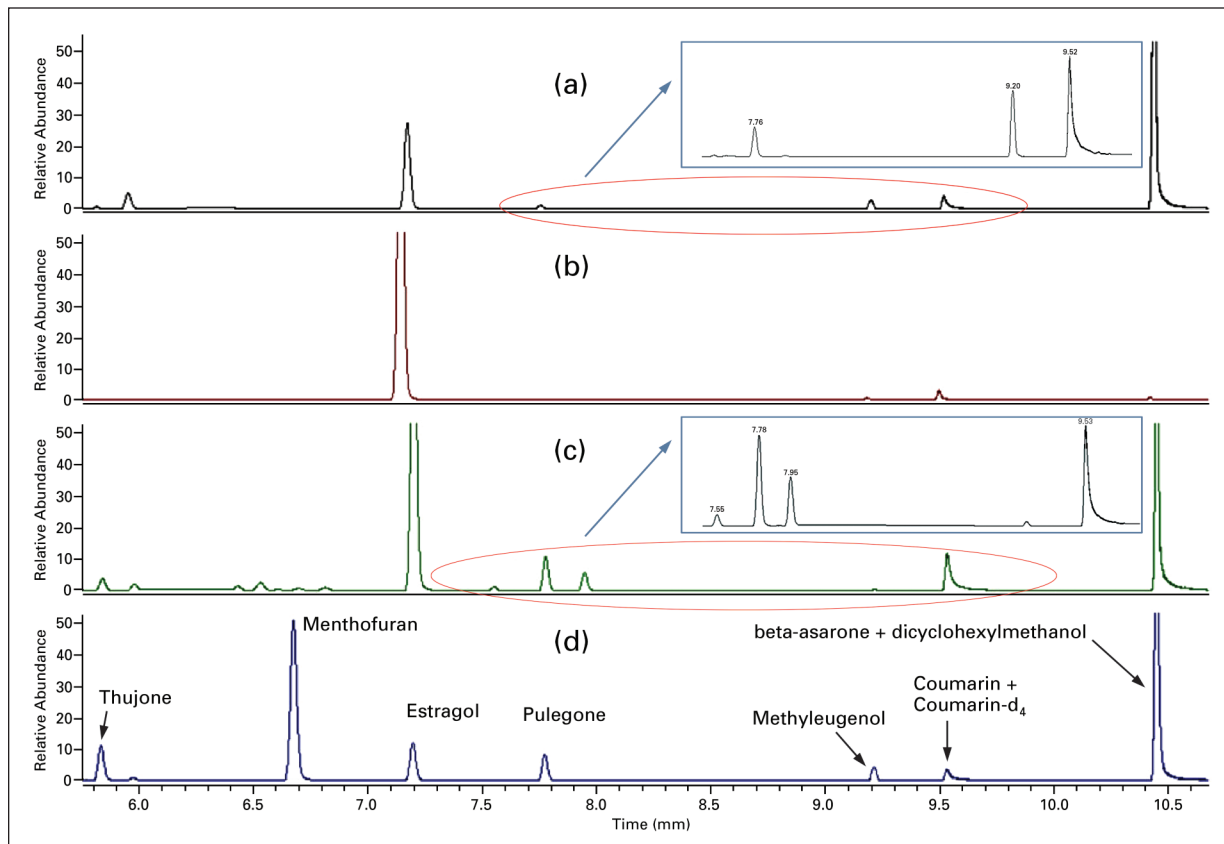 Relative Abundance
50
40
30
20
10
0
(a)
7.76
9.20
9.52
Relative Abundance
50
40
30
20
10
0
(b)
Relative Abundance
50
40
30
20
10
0
(c)
7.55
7.78
7.95
9.53
Relative Abundance
50
40
30
20
10
0
(d)
Thujone
Menthofuran
Estragol
Pulegone
Methyleugenol
Coumarin +
Coumarin-d₄
beta-asarone + dicyclohexylmethanol
6.0 6.5 7.0 7.5 8.0 8.5 9.0 9.5 10.0 10.5
Time (mm)